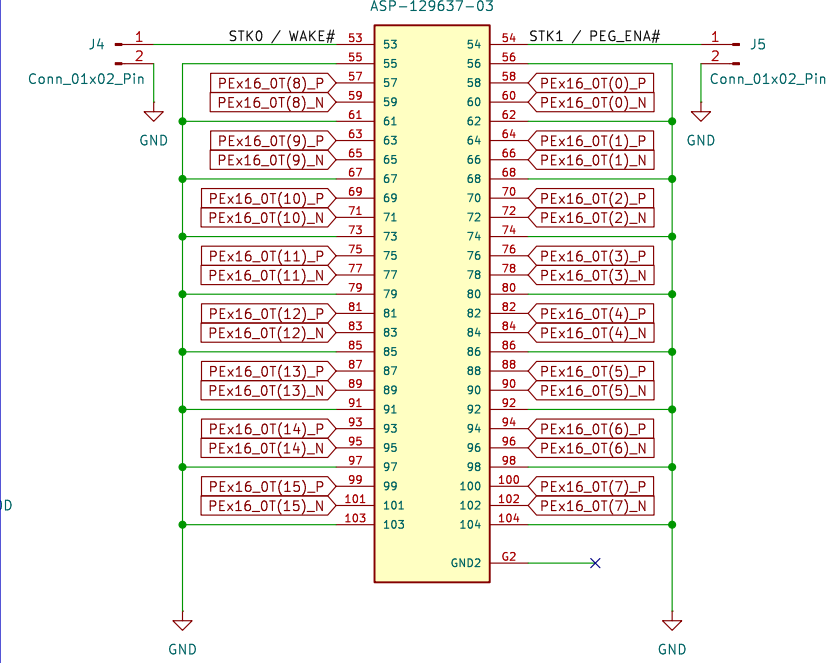 ASP-129637-03
J4 1 STK0 / WAKE# 53 53 54 54 STK1 / PEG_ENA# 1 J5
2 55 55 56 56 2
Conn_01x02_Pin PEx16_0T(8)_P 57 57 58 58 PEx16_0T(0)_P Conn_01x02_Pin
PEx16_0T(8)_N 59 59 60 60 PEx16_0T(0)_N
61 61 62 62
GND PEx16_0T(9)_P 63 63 64 64 PEx16_0T(1)_P GND
PEx16_0T(9)_N 65 65 66 66 PEx16_0T(1)_N
67 67 68 68
PEx16_0T(10)_P 69 69 70 70 PEx16_0T(2)_P
PEx16_0T(10)_N 71 71 72 72 PEx16_0T(2)_N
73 73 74 74
PEx16_0T(11)_P 75 75 76 76 PEx16_0T(3)_P
PEx16_0T(11)_N 77 77 78 78 PEx16_0T(3)_N
79 79 80 80
PEx16_0T(12)_P 81 81 82 82 PEx16_0T(4)_P
PEx16_0T(12)_N 83 83 84 84 PEx16_0T(4)_N
85 85 86 86
PEx16_0T(13)_P 87 87 88 88 PEx16_0T(5)_P
PEx16_0T(13)_N 89 89 90 90 PEx16_0T(5)_N
91 91 92 92
PEx16_0T(14)_P 93 93 94 94 PEx16_0T(6)_P
PEx16_0T(14)_N 95 95 96 96 PEx16_0T(6)_N
97 97 98 98
PEx16_0T(15)_P 99 99 100 100 PEx16_0T(7)_P
PEx16_0T(15)_N 101 101 102 102 PEx16_0T(7)_N
103 103 104 104
GND2 G2
GND GND